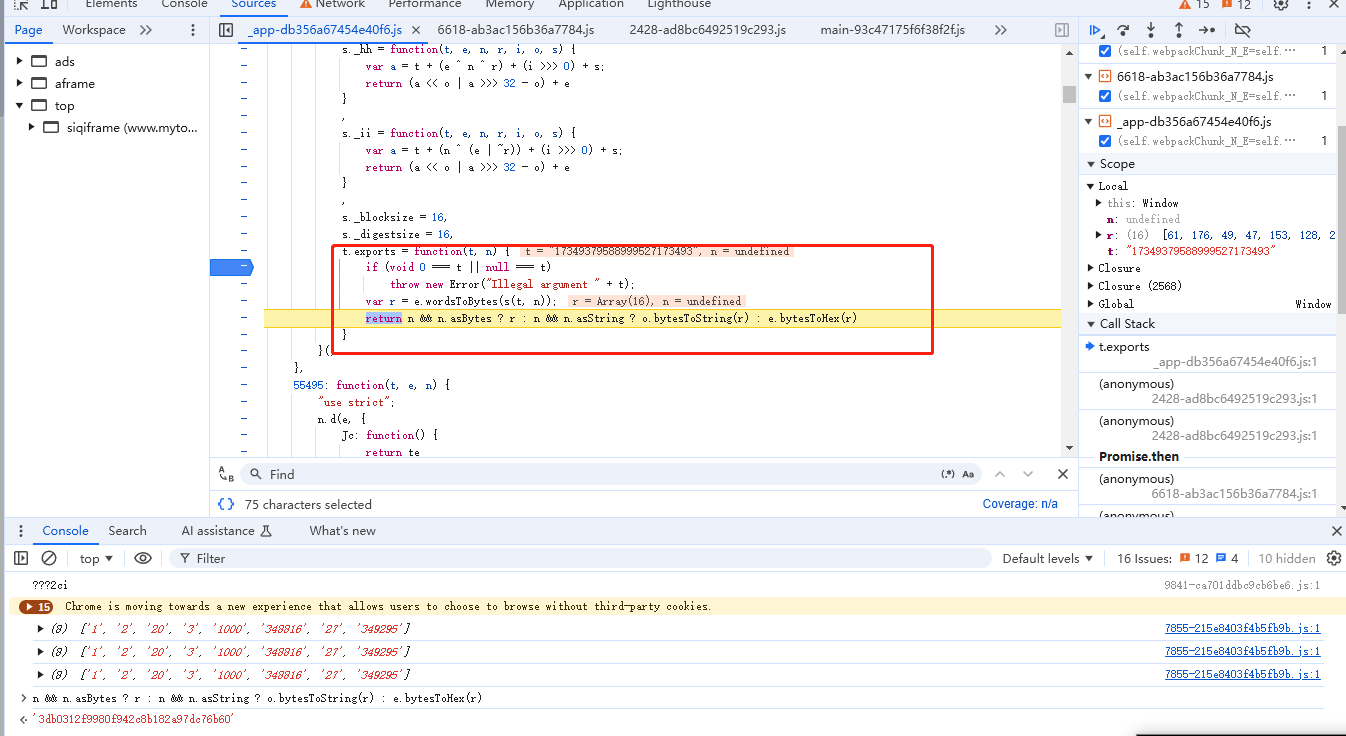 Elements Console Sources Network Performance Memory Application Lighthouse 15 12
Page Workspace _app-db356a67454e40f6.js 6618-ab3ac156b36a7784.js 2428-ad8bc6492519c293.js main-93c47175f6f38f2f.js
ads
aframe
top
siqiframe (www.myto...
s._hh = function(t, e, n, r, i, o, s) {
var a = t + (e ^ n ^ r) + (i >>> 0) + s;
return (a << o | a >>> 32 - o) + e
}
,
s._ii = function(t, e, n, r, i, o, s) {
var a = t + (n ^ (e | ~r)) + (i >>> 0) + s;
return (a << o | a >>> 32 - o) + e
}
,
s._blocksize = 16,
s._digestsize = 16,
t.exports = function(t, n) { t = "17349379588999527173493", n = undefined
if (void 0 === t || null === t)
throw new Error("Illegal argument " + t);
var r = e.wordsToBytes(s(t, n)); r = Array(16), n = undefined
return n && n.asBytes ? r : n && n.asString ? o.bytesToString(r) : e.bytesToHex(r)
}
}()
},
55495: function(t, e, n) {
"use strict";
n.d(e, {
Jc: function() {
return te
(self.webpackChunk_N_E=self.… 1
6618-ab3ac156b36a7784.js
(self.webpackChunk_N_E=self.… 1
_app-db356a67454e40f6.js
(self.webpackChunk_N_E=self.… 1
Scope
Local
this: Window
n: undefined
r: (16) [61, 176, 49, 47, 153, 128, 2
t: "17349379588999527173493"
Closure
Closure (2568)
Global Window
Call Stack
t.exports
_app-db356a67454e40f6.js:1
(anonymous)
2428-ad8bc6492519c293.js:1
(anonymous)
2428-ad8bc6492519c293.js:1
Promise.then
(anonymous)
6618-ab3ac156b36a7784.js:1
(anonymous)
Find (.*) Aa
{} 75 characters selected Coverage: n/a
Console Search AI assistance What's new
top Filter Default levels 16 Issues: 12 4 10 hidden
???2ci 9841-ca701ddbc9cb6be6.js:1
15 Chrome is moving towards a new experience that allows users to choose to browse without third-party cookies.
['1', '2', '20', '3', '1000', '349816', '27', '349295'] 7855-215e8403f4b5fb9b.js:1
['1', '2', '20', '3', '1000', '349816', '27', '349295'] 7855-215e8403f4b5fb9b.js:1
['1', '2', '20', '3', '1000', '349816', '27', '349295'] 7855-215e8403f4b5fb9b.js:1
n && n.asBytes ? r : n && n.asString ? o.bytesToString(r) : e.bytesToHex(r)
'3db0312f9980f942c8b182a97dc76b60'